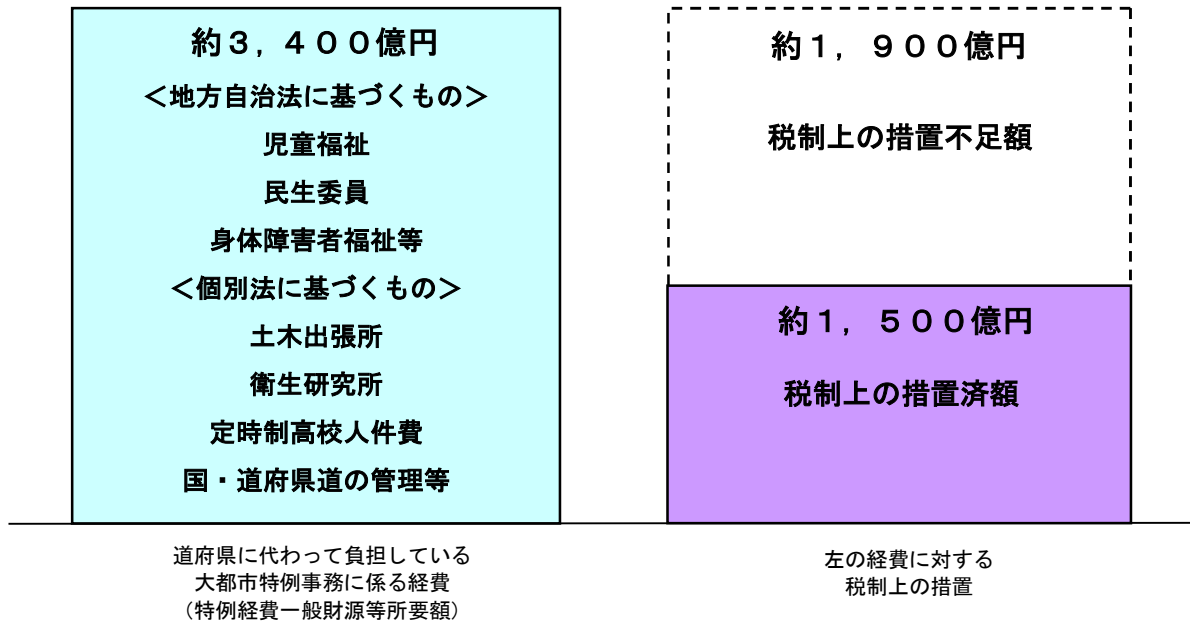 約３，４００億円
＜地方自治法に基づくもの＞
児童福祉
民生委員
身体障害者福祉等
＜個別法に基づくもの＞
土木出張所
衛生研究所
定時制高校人件費
国・道府県道の管理等
道府県に代わって負担している
大都市特例事務に係る経費
（特例経費一般財源等所要額）
約１，９００億円
税制上の措置不足額
約１，５００億円
税制上の措置済額
左の経費に対する
税制上の措置